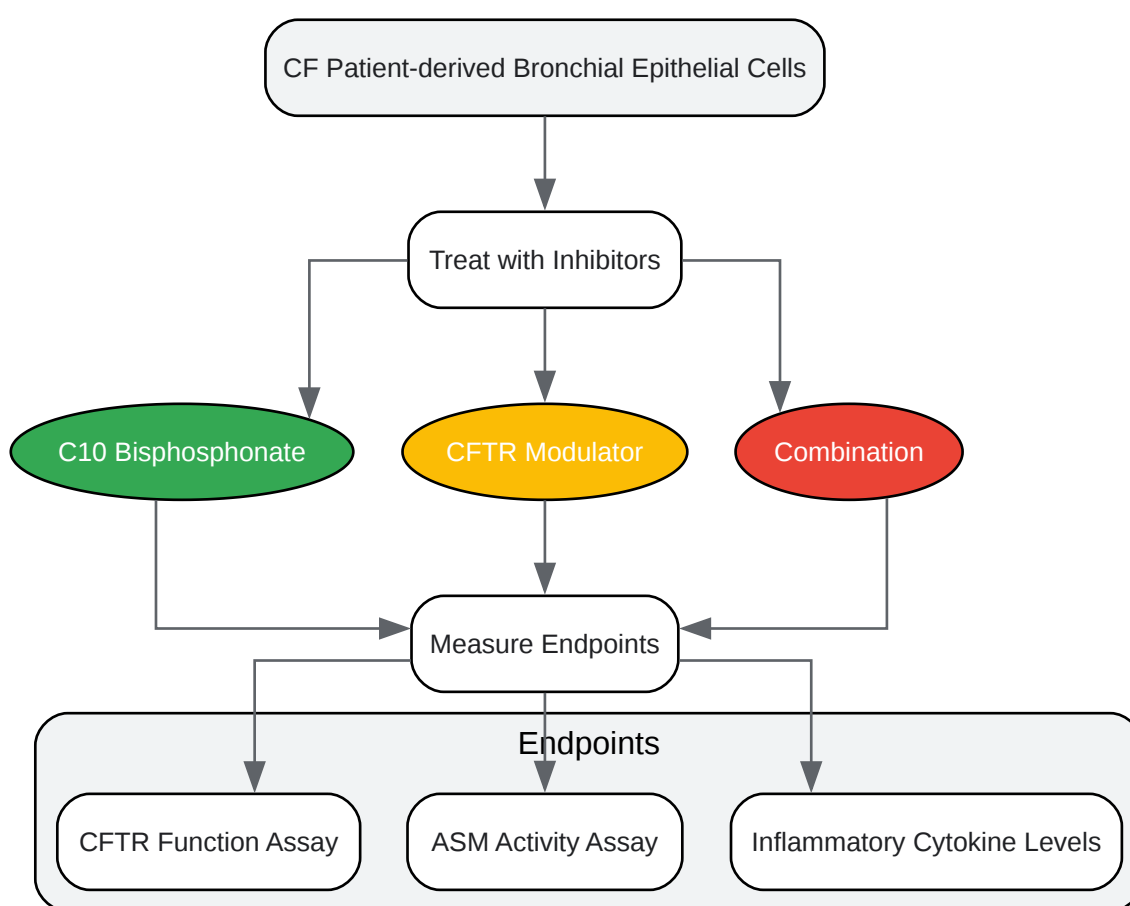 CF Patient-derived Bronchial Epithelial Cells
Treat with Inhibitors
C10 Bisphosphonate
CFTR Modulator
Combination
Measure Endpoints
Endpoints
CFTR Function Assay
ASM Activity Assay
Inflammatory Cytokine Levels